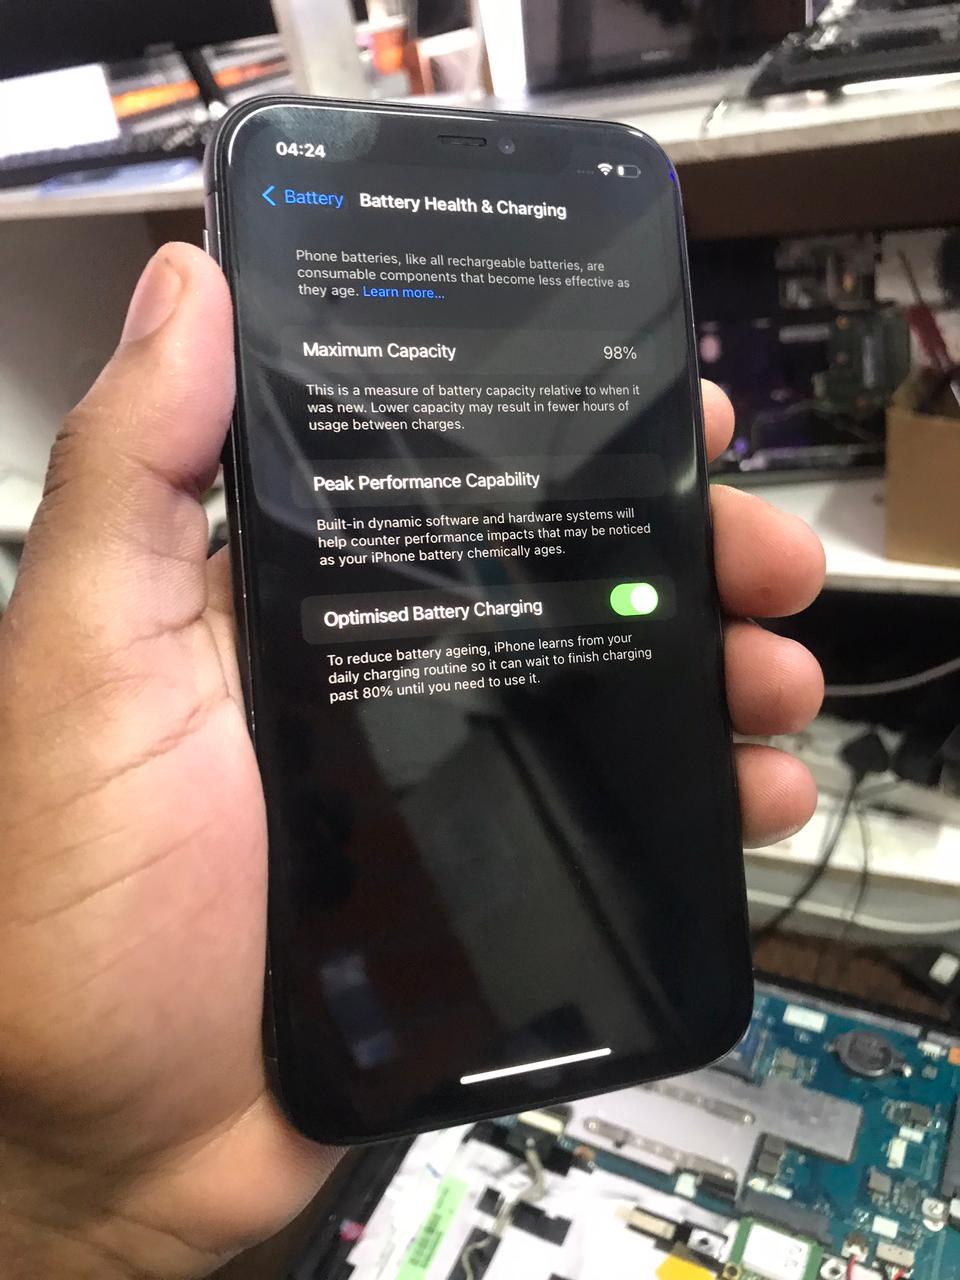 04:24
Battery Battery Health & Charging
Phone batteries, like all rechargeable batteries, are
consumable components that become less effective as
they age. Learn more...
Maximum Capacity 98%
This is a measure of battery capacity relative to when it
was new. Lower capacity may result in fewer hours of
usage between charges.
Peak Performance Capability
Built-in dynamic software and hardware systems will
help counter performance impacts that may be noticed
as your iPhone battery chemically ages.
Optimised Battery Charging
To reduce battery ageing, iPhone learns from your
daily charging routine so it can wait to finish charging
past 80% until you need to use it.